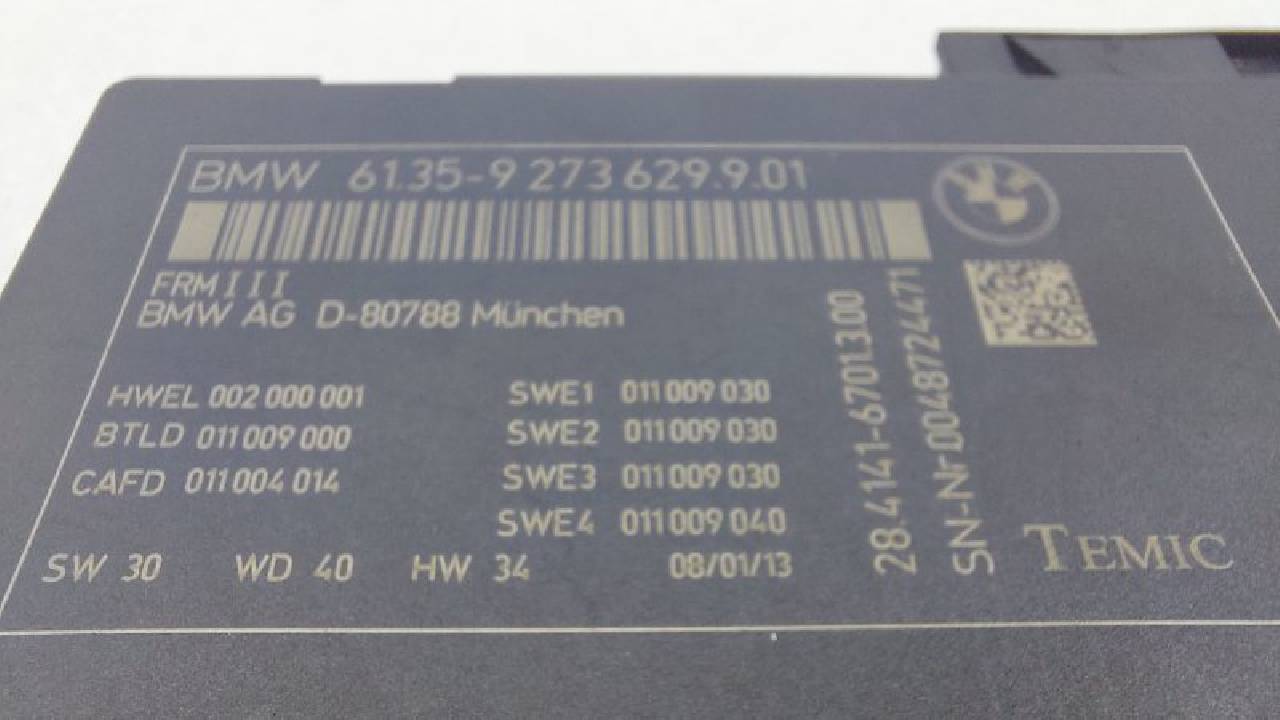 BMW 61.35-9 273 629.9.01
FRMIII
BMW AG D-80788 München
HWEL 002 000 001 SWE1 011 009 030
BTLD 011 009 000 SWE2 011 009 030
CAFD 011 004 014 SWE3 011 009 030
SWE4 011 009 040
SW 30 WD 40 HW 34 08/01/13
28.4141-6701.3.00
SN-Nr 0048724471
TEMIC